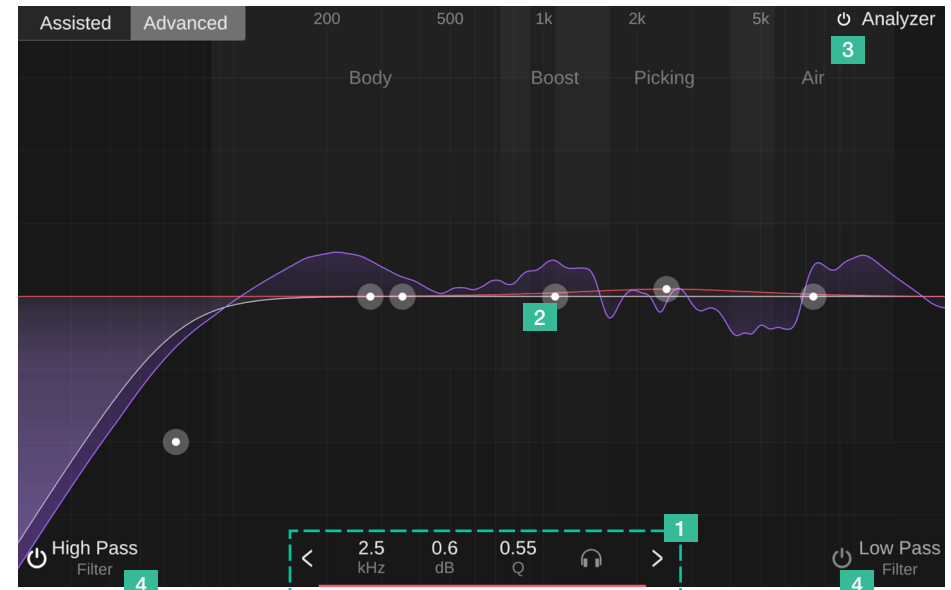 Assisted Advanced 200 500 1k 2k 5k Analyzer
3
Body Boost Picking Air
2
1
High Pass 2.5 0.6 0.55 Low Pass
Filter kHz dB Q Filter
4 4